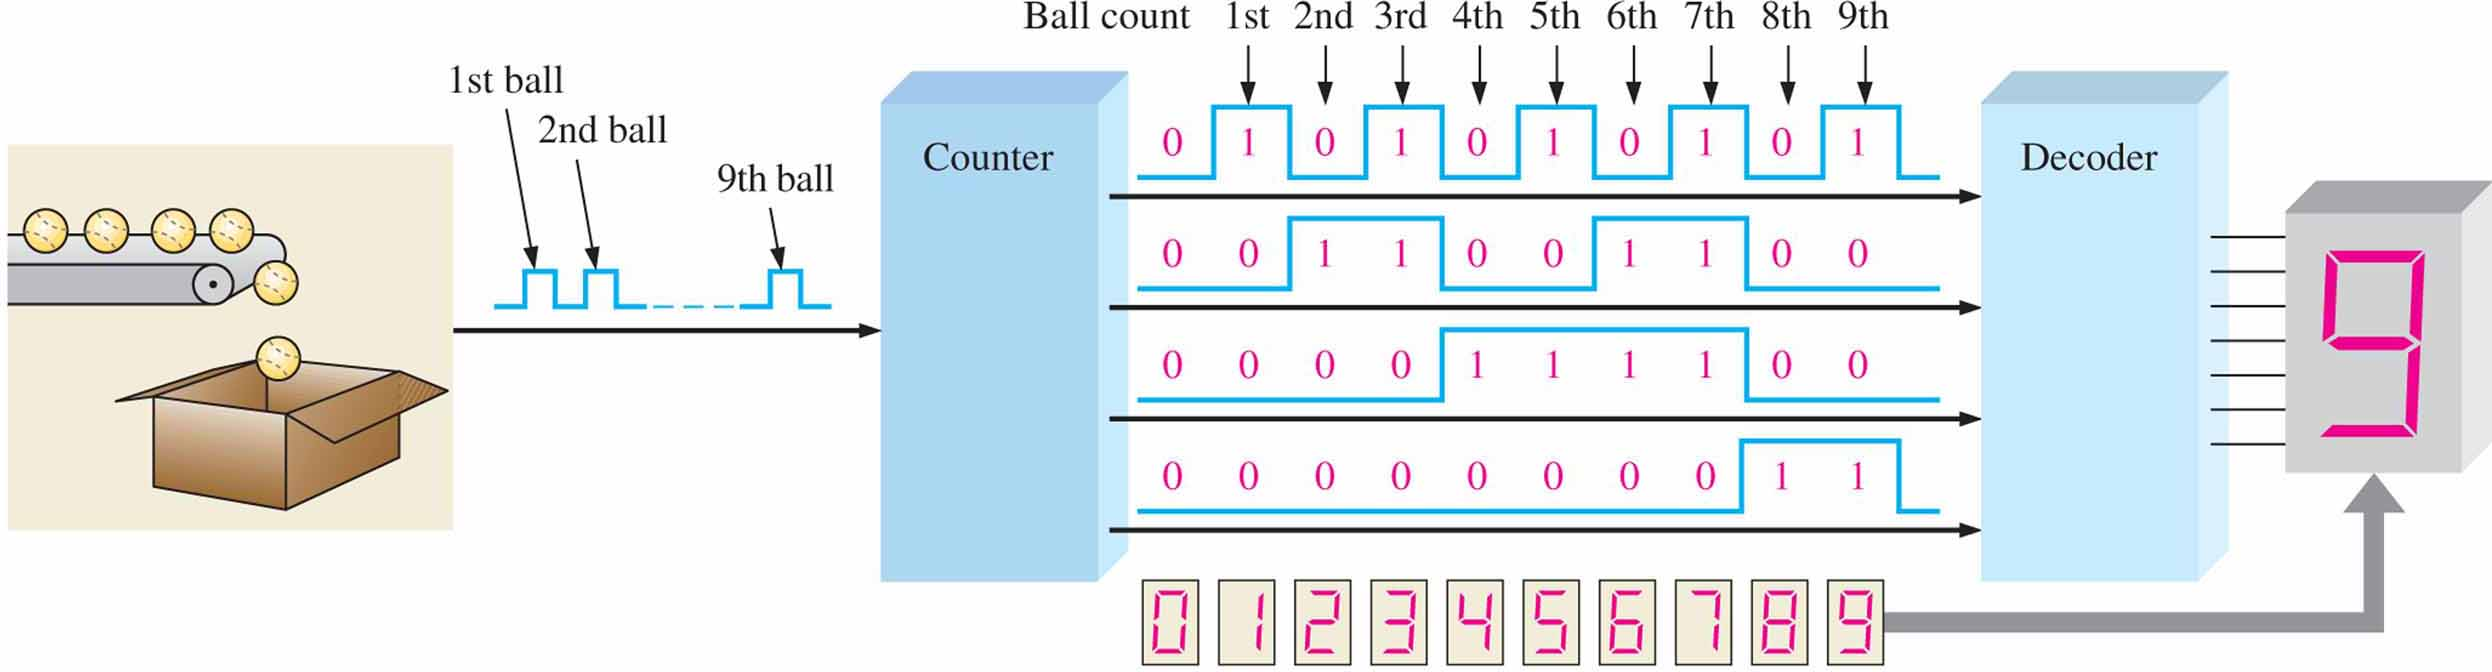 Ball count 1st 2nd 3rd 4th 5th 6th 7th 8th 9th
1st ball
2nd ball
9th ball
Counter
Decoder
0 1 0 1 0 1 0 1 0 1
0 0 1 1 0 0 1 1 0 0
0 0 0 0 1 1 1 1 0 0
0 0 0 0 0 0 0 0 1 1
9
0 1 2 3 4 5 6 7 8 9